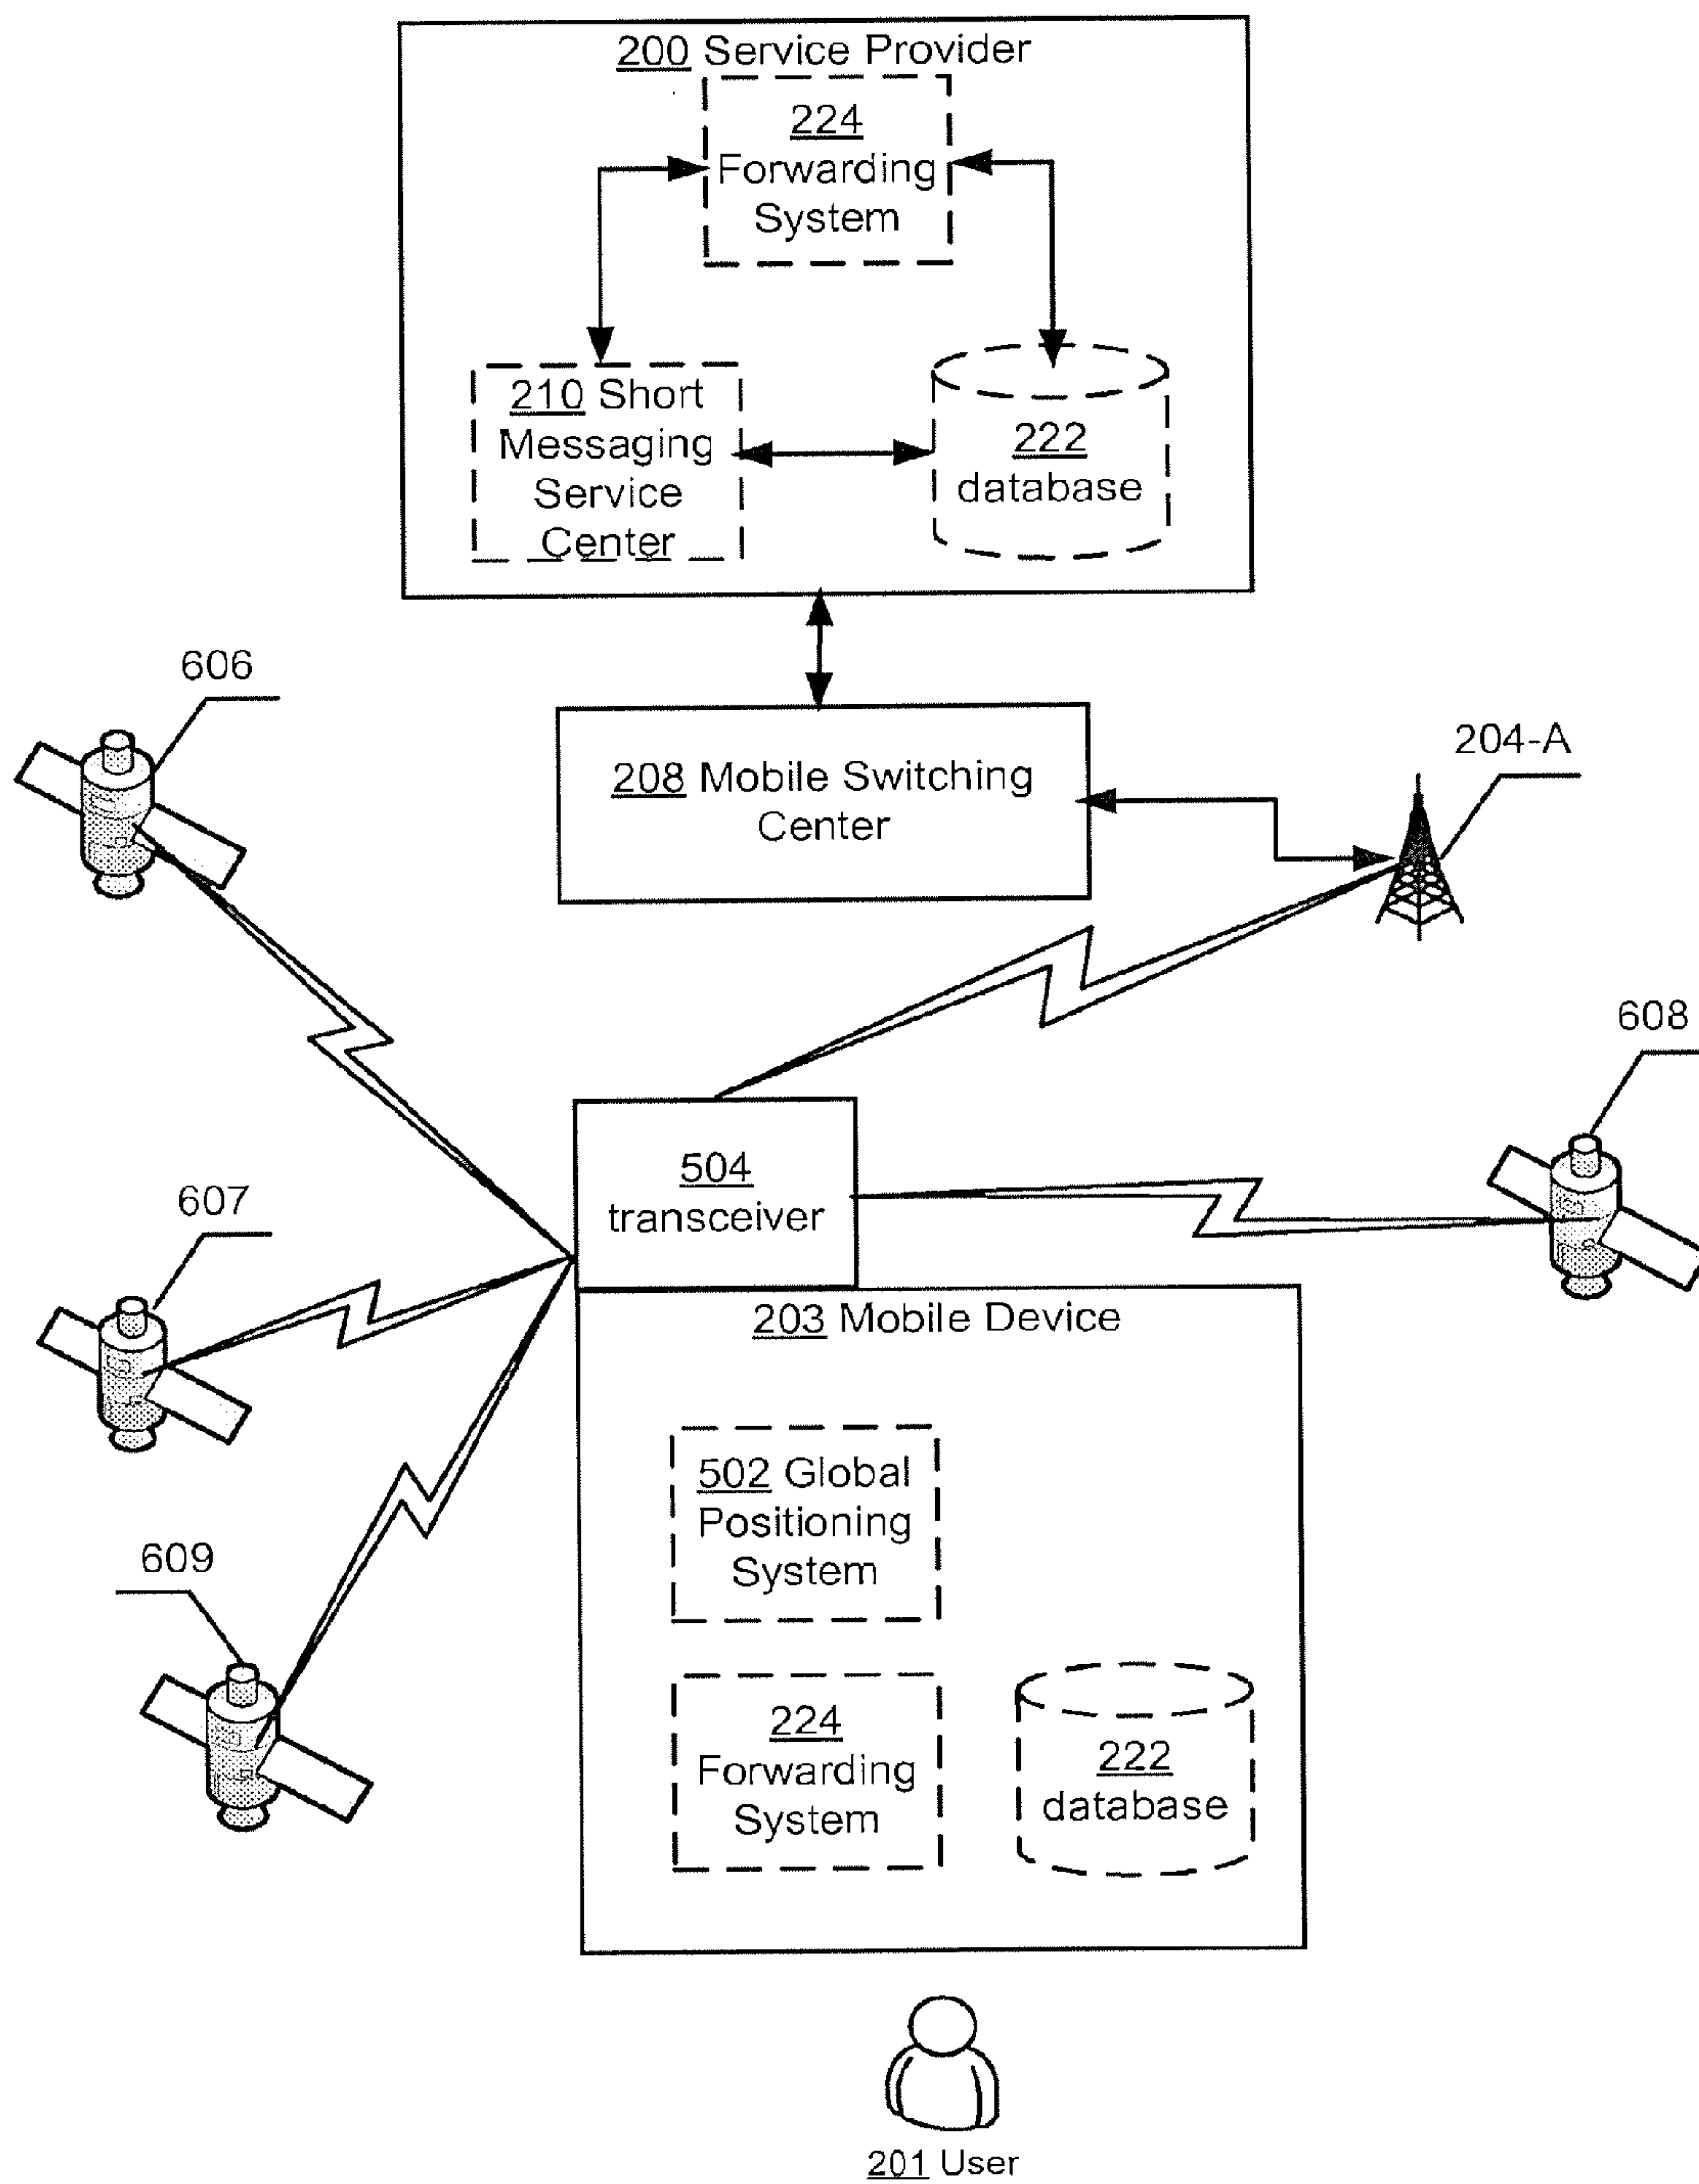 200 Service Provider
224
Forwarding
System
210 Short
Messaging
Service
Center
222
database
606
208 Mobile Switching
Center
204-A
608
504
transceiver
607
203 Mobile Device
502 Global
Positioning
System
609
224
Forwarding
System
222
database
201 User